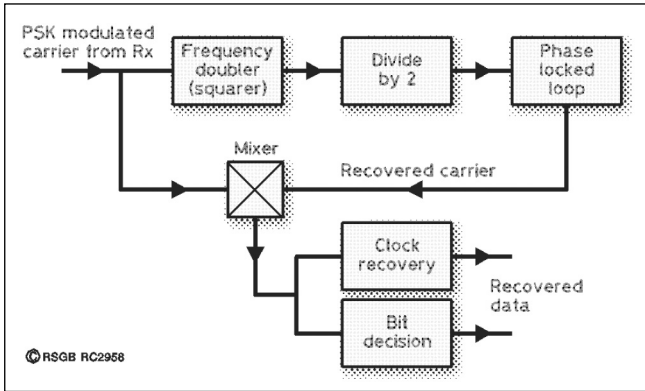 PSK modulated
carrier from Rx
Frequency
doubler
(squarer)
Divide
by 2
Phase
locked
loop
Mixer
Recovered carrier
Clock
recovery
Bit
decision
Recovered
data
© RSGB RC2958